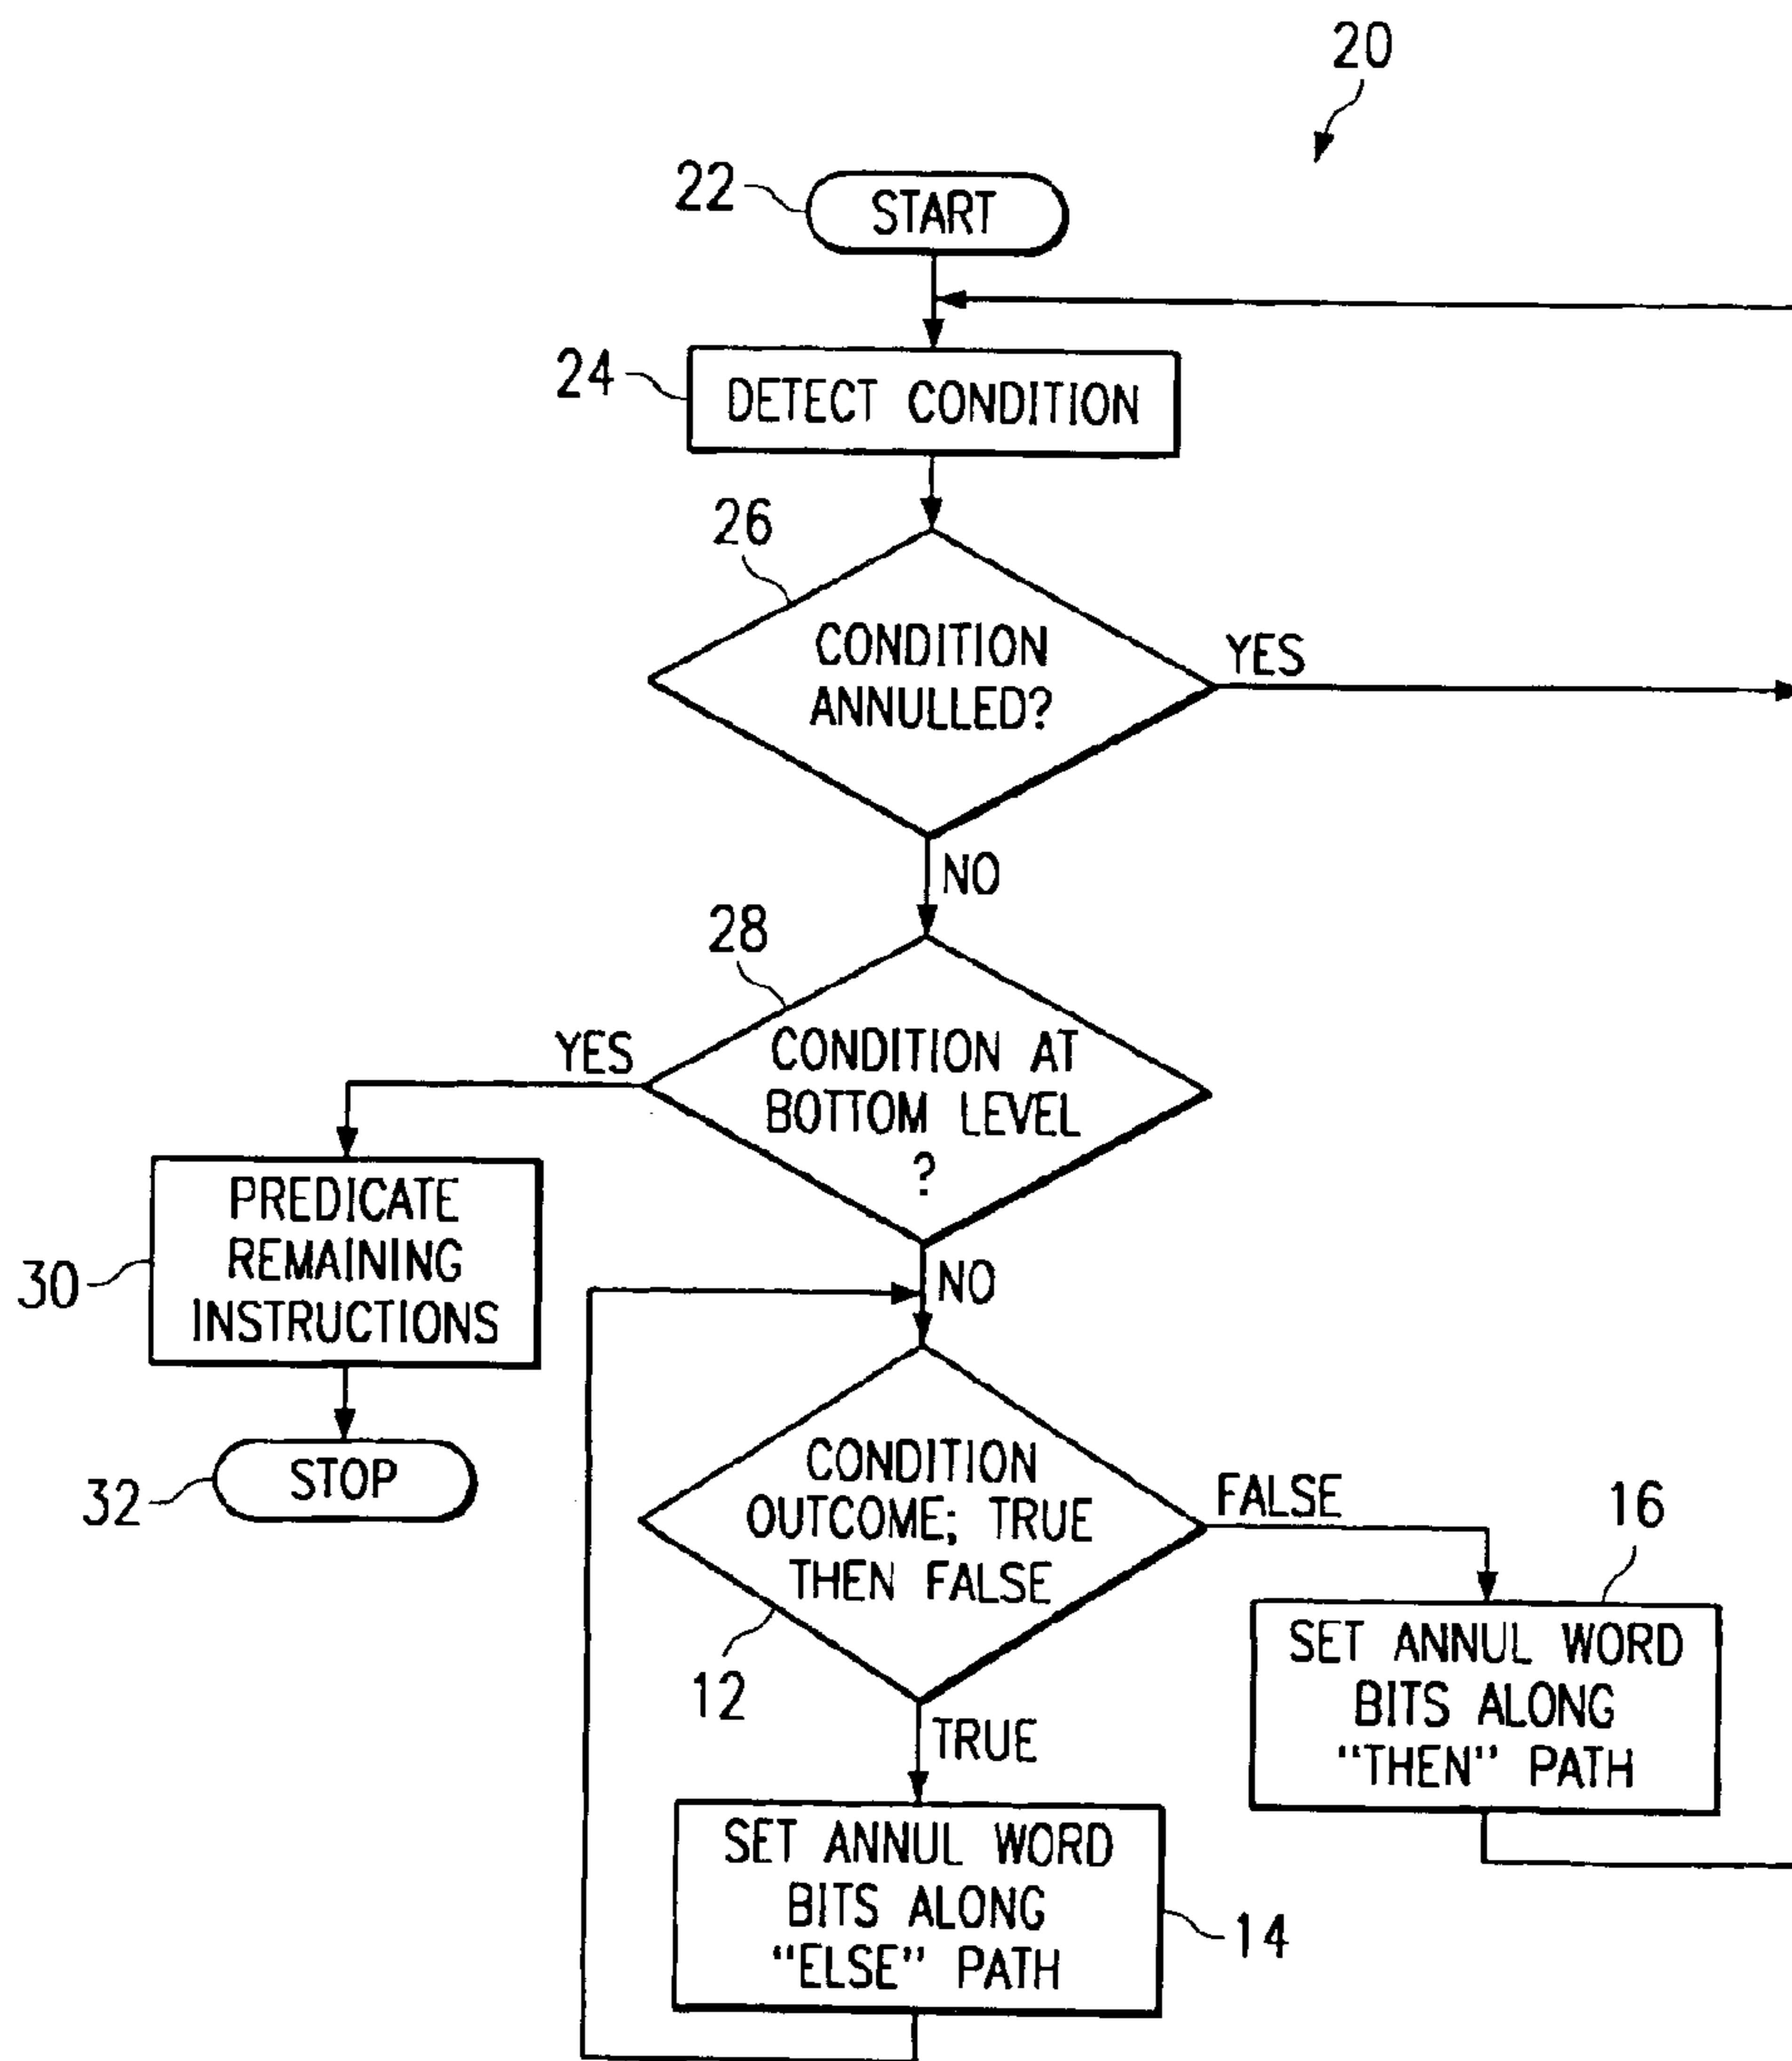 20
22
START
24
DETECT CONDITION
26
CONDITION
ANNULLED?
YES
NO
28
YES
CONDITION AT
BOTTOM LEVEL
?
NO
30
PREDICATE
REMAINING
INSTRUCTIONS
32
STOP
CONDITION
OUTCOME; TRUE
THEN FALSE
FALSE
12
TRUE
16
SET ANNUL WORD
BITS ALONG
"THEN" PATH
SET ANNUL WORD
BITS ALONG
"ELSE" PATH
14